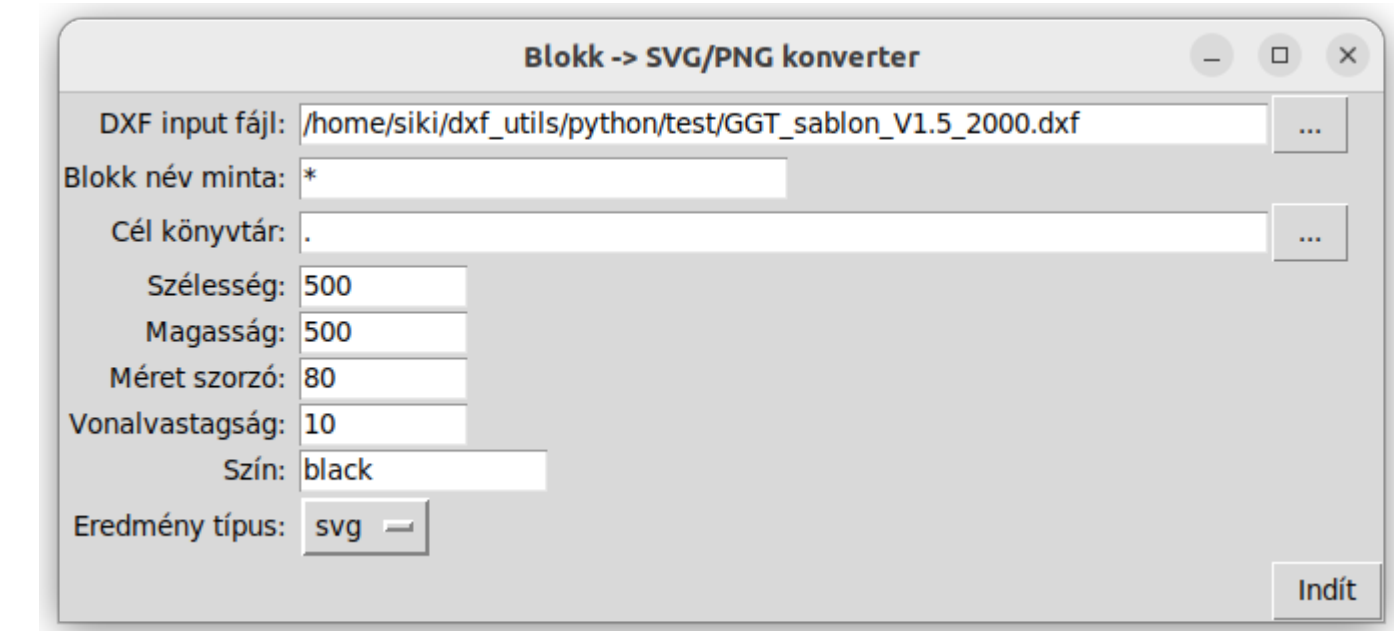 Blokk -> SVG/PNG konverter
DXF input fájl: /home/siki/dxf_utils/python/test/GGT_sablon_V1.5_2000.dxf ...
Blokk név minta: *
Cél könyvtár: . ...
Szélesség: 500
Magasság: 500
Méret szorzó: 80
Vonalvastagság: 10
Szín: black
Eredmény típus: svg
Indít